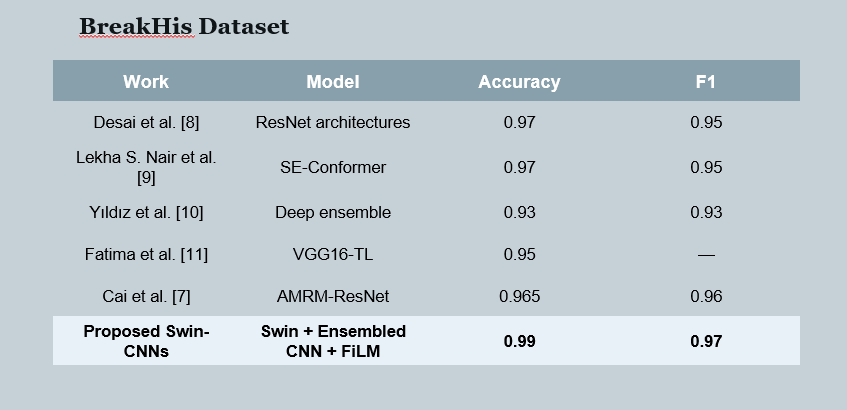 BreakHis Dataset
Work Model Accuracy F1
Desai et al. [8] ResNet architectures 0.97 0.95
Lekha S. Nair et al.
[9] SE-Conformer 0.97 0.95
Yıldız et al. [10] Deep ensemble 0.93 0.93
Fatima et al. [11] VGG16-TL 0.95 —
Cai et al. [7] AMRM-ResNet 0.965 0.96
Proposed Swin-
CNNs
Swin + Ensembled
CNN + FiLM
0.99 0.97